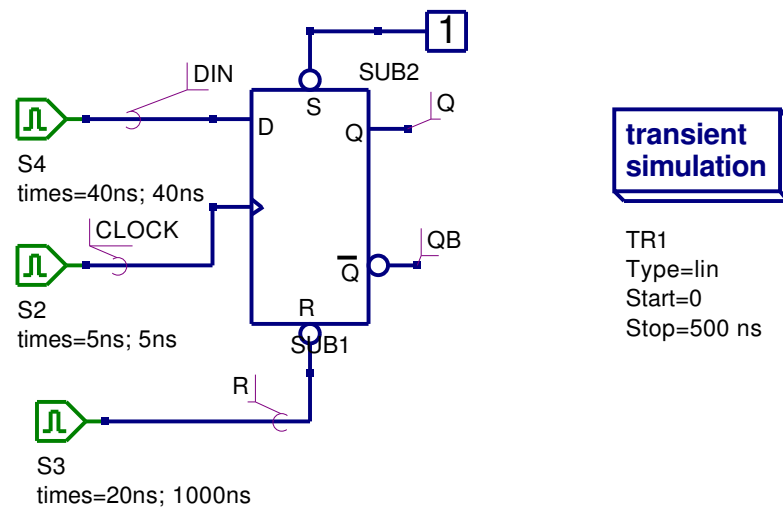 1
DIN
SUB2
S
Q
D
Q
S4
times=40ns; 40ns
CLOCK
QB
Q
S2
times=5ns; 5ns
R
SUB1
R
S3
times=20ns; 1000ns
transient
simulation
TR1
Type=lin
Start=0
Stop=500 ns